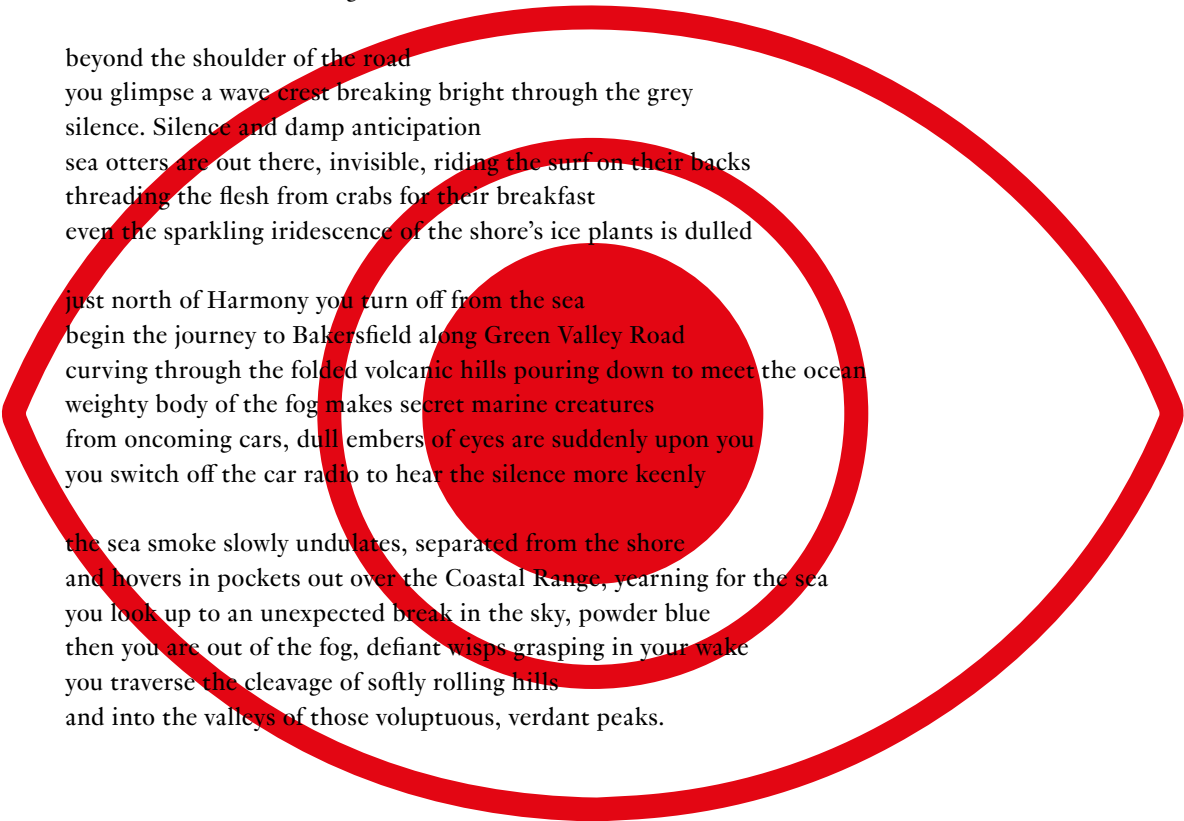 beyond the shoulder of the road
you glimpse a wave crest breaking bright through the grey
silence. Silence and damp anticipation
sea otters are out there, invisible, riding the surf on their backs
threading the flesh from crabs for their breakfast
even the sparkling iridescence of the shore’s ice plants is dulled
just north of Harmony you turn off from the sea
begin the journey to Bakersfield along Green Valley Road
curving through the folded volcanic hills pouring down to meet the ocean
weighty body of the fog makes secret marine creatures
from oncoming cars, dull embers of eyes are suddenly upon you
you switch off the car radio to hear the silence more keenly
the sea smoke slowly undulates, separated from the shore
and hovers in pockets out over the Coastal Range, yearning for the sea
you look up to an unexpected break in the sky, powder blue
then you are out of the fog, defiant wisps grasping in your wake
you traverse the cleavage of softly rolling hills
and into the valleys of those voluptuous, verdant peaks.